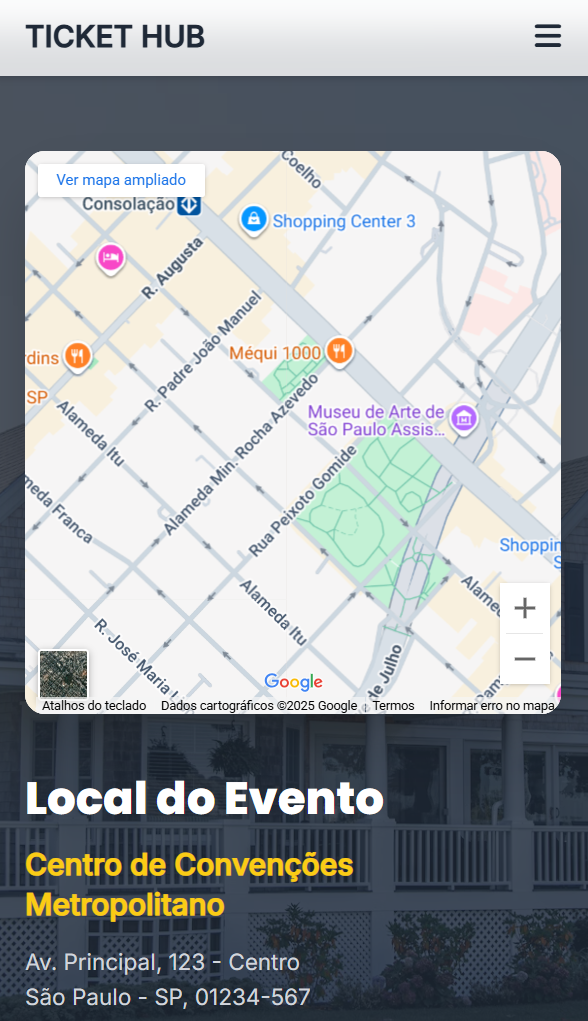 TICKET HUB
Ver mapa ampliado
Coelho
Consolação
Shopping Center 3
R. Augusta
R. Padre João Manuel
Méqui 1000
rdins
SP
Museu de Arte de
São Paulo Assis...
Alameda Itu
Alameda Min. Rocha Azevedo
Rua Peixoto Gomide
meda Franca
Shoppin
S
Alame
Alameda Itu
R. José Maria L
de Julho
Google
Atalhos do teclado
Dados cartográficos ©2025 Google
Termos
Informar erro no mapa
Local do Evento
Centro de Convenções
Metropolitano
Av. Principal, 123 - Centro
São Paulo - SP, 01234-567